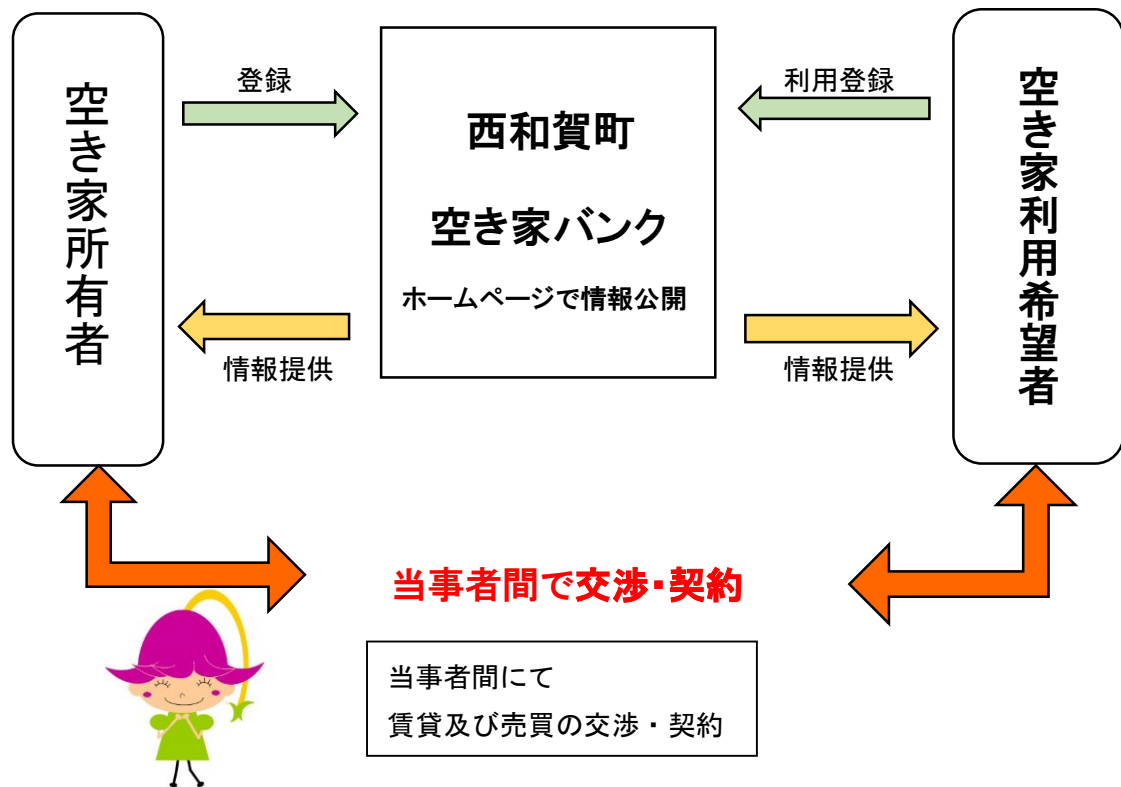 空き家所有者
登録
情報提供
西和賀町
空き家バンク
ホームページで情報公開
利用登録
情報提供
空き家利用希望者
当事者間で交渉・契約
当事者間にて
賃貸及び売買の交渉・契約